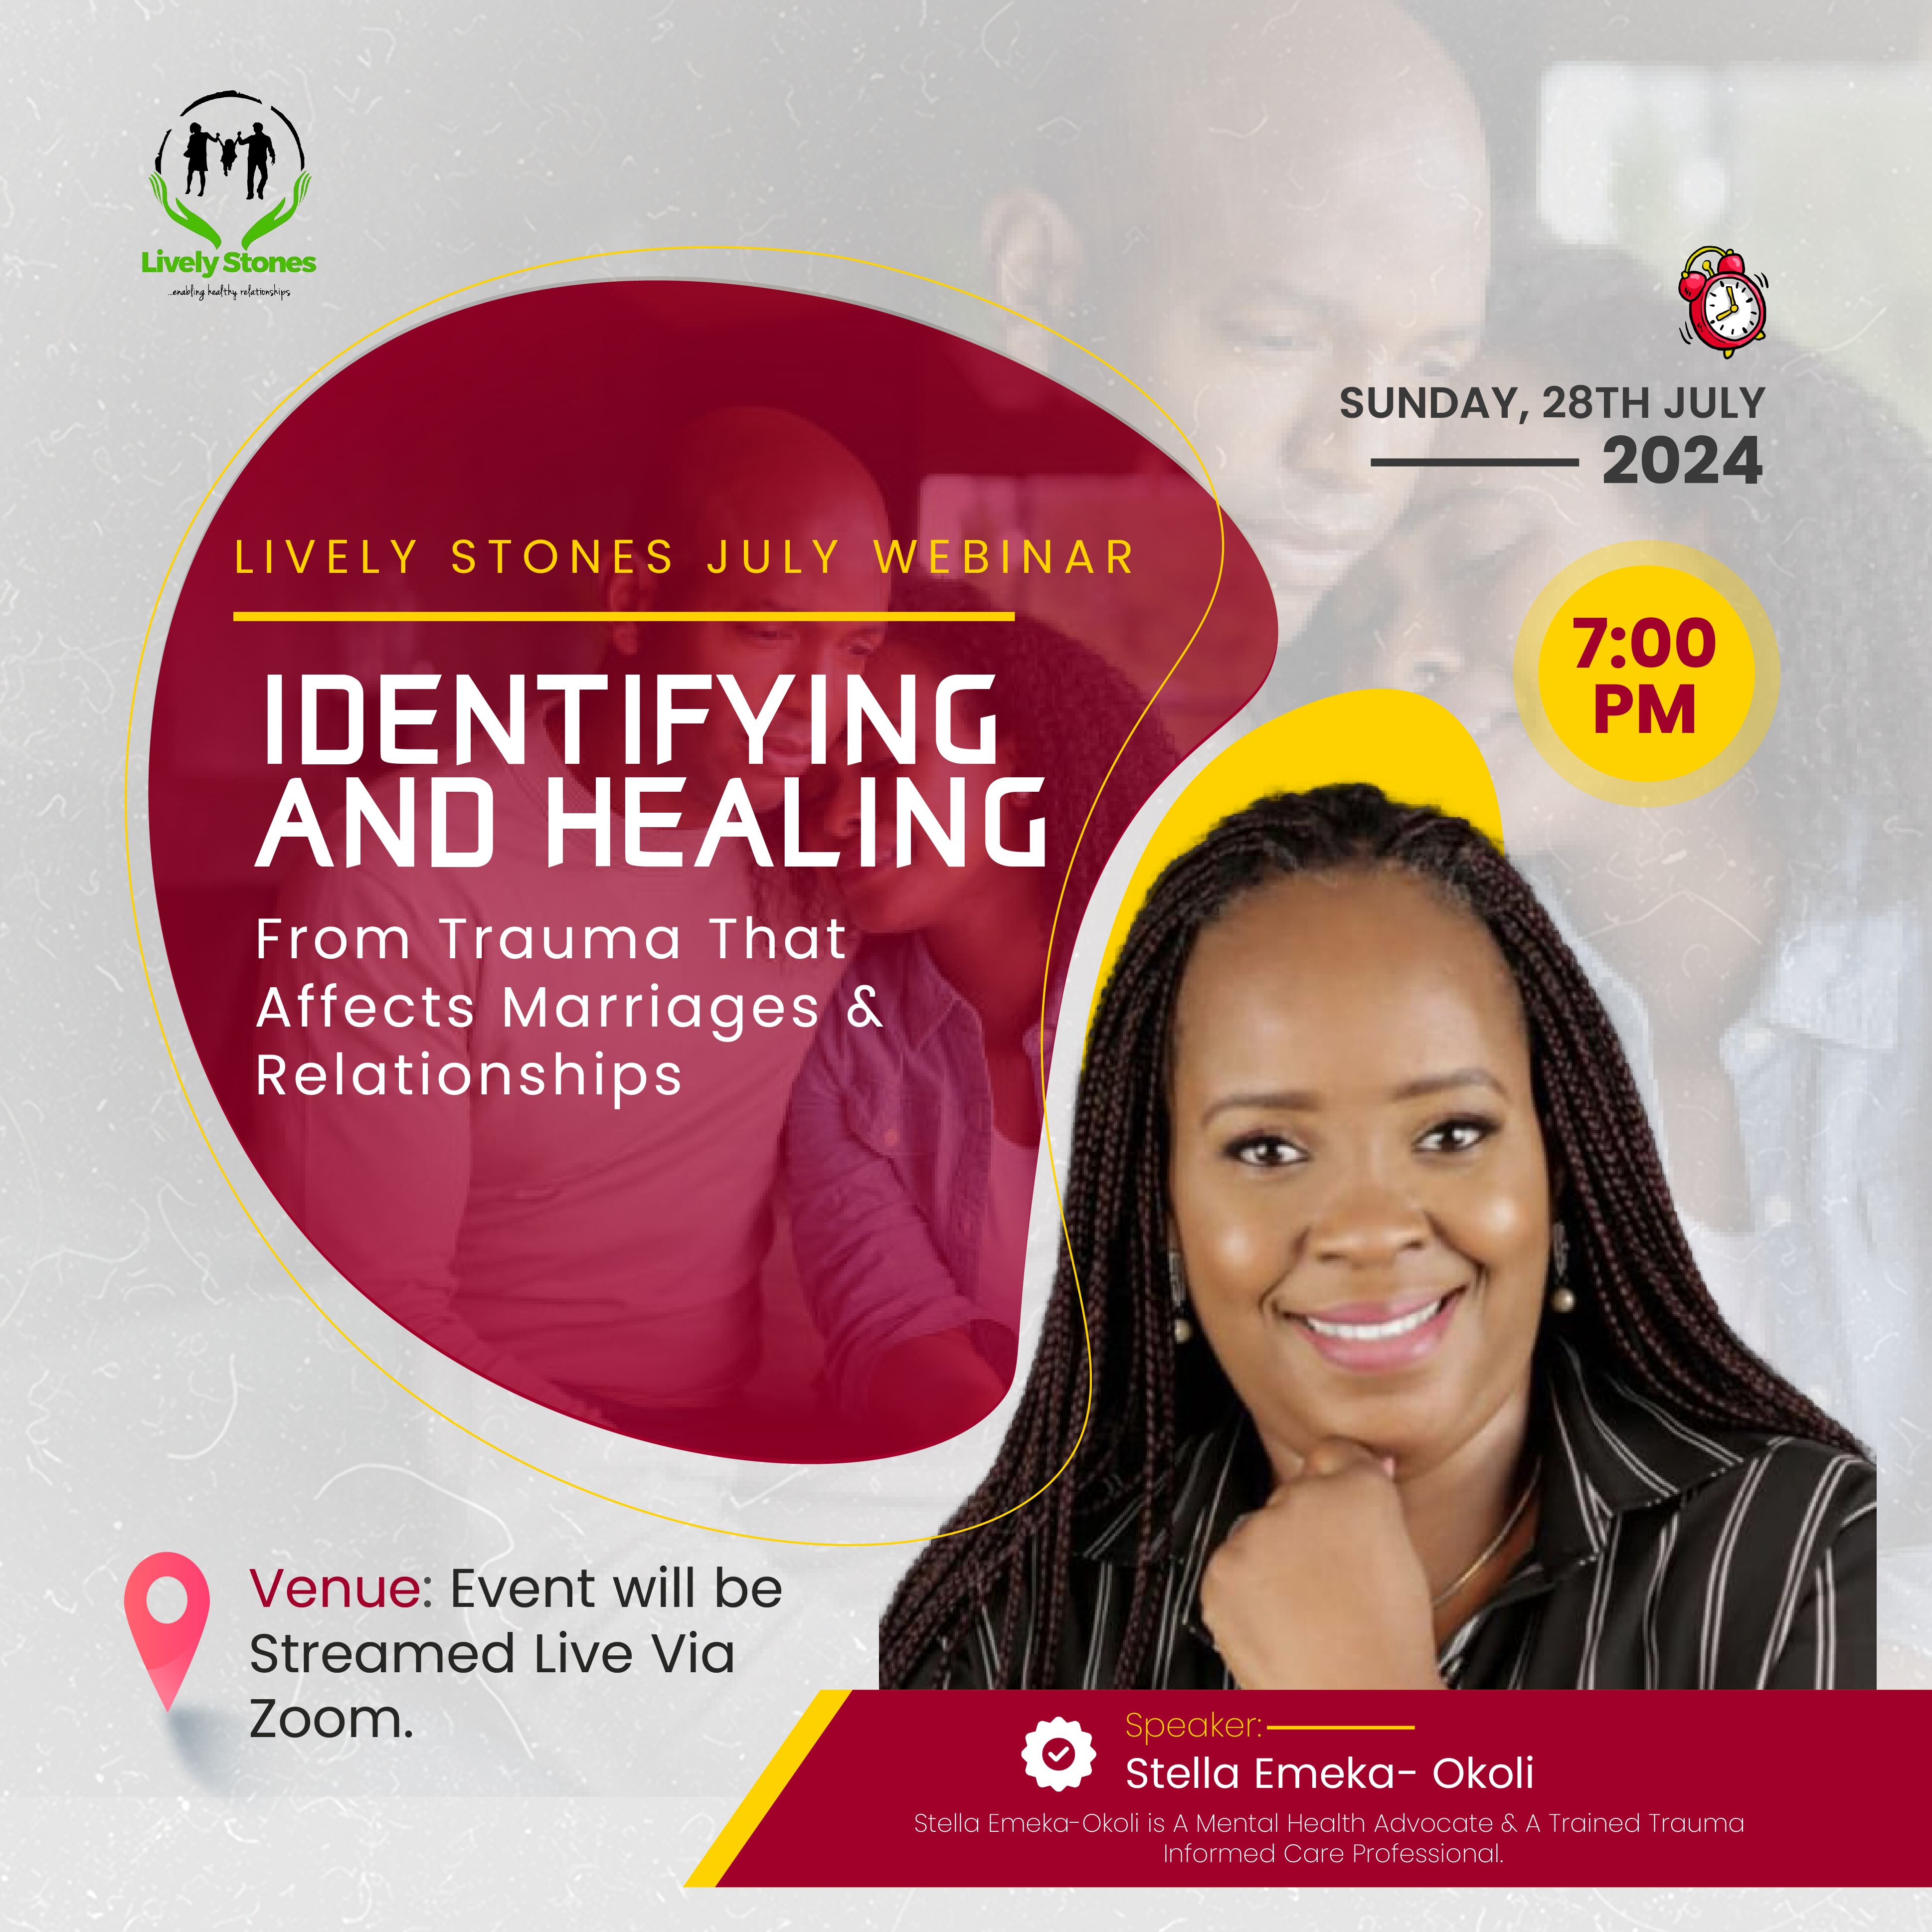 Lively Stones
...enabling healthy relationships
SUNDAY, 28TH JULY
2024
7:00
PM
LIVELY STONES JULY WEBINAR
IDENTIFYING
AND HEALING
From Trauma That
Affects Marriages &
Relationships
Venue: Event will be
Streamed Live Via
Zoom.
Speaker:
Stella Emeka- Okoli
Stella Emeka-Okoli is A Mental Health Advocate & A Trained Trauma
Informed Care Professional.